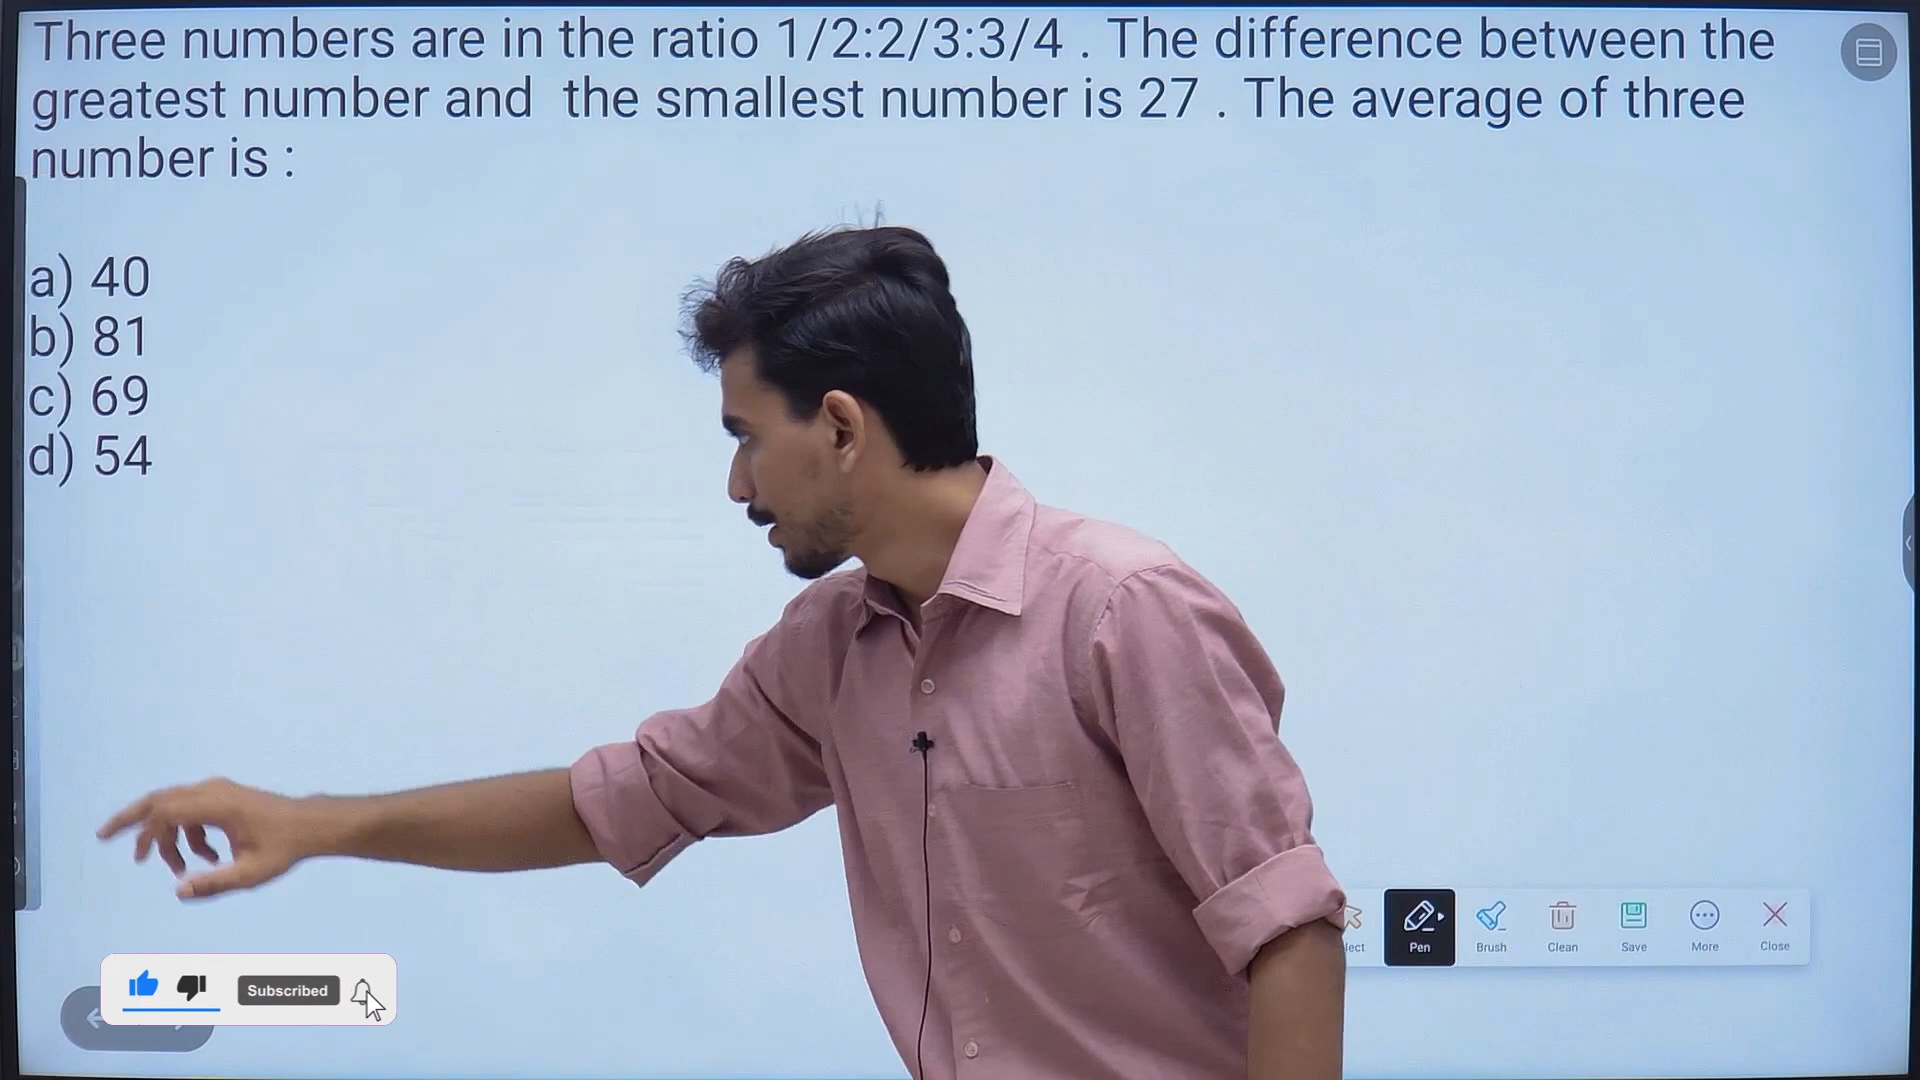 Three numbers are in the ratio 1/2:2/3:3/4 . The difference between the
greatest number and the smallest number is 27 . The average of three
number is :
a) 40
b) 81
c) 69
d) 54
Pen
Brush
Clean
Save
More
Close
Subscribed